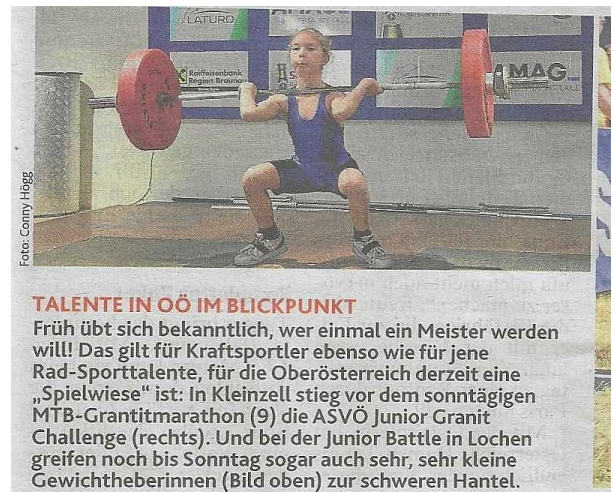 LATURO
AMAG
AUSTRIA METALL
Raiffeisenbank
Region Braunau
AMAG
Foto: Conny Högg
TALENTE IN OÖ IM BLICKPUNKT
Früh übt sich bekanntlich, wer einmal ein Meister werden
will! Das gilt für Kraftsportler ebenso wie für jene
Rad-Sporttalente, für die Oberösterreich derzeit eine
„Spielwiese“ ist: In Kleinzell stieg vor dem sonntägigen
MTB-Grantitmarathon (9) die ASVÖ Junior Granit
Challenge (rechts). Und bei der Junior Battle in Lochen
greifen noch bis Sonntag sogar auch sehr, sehr kleine
Gewichtheberinnen (Bild oben) zur schweren Hantel.